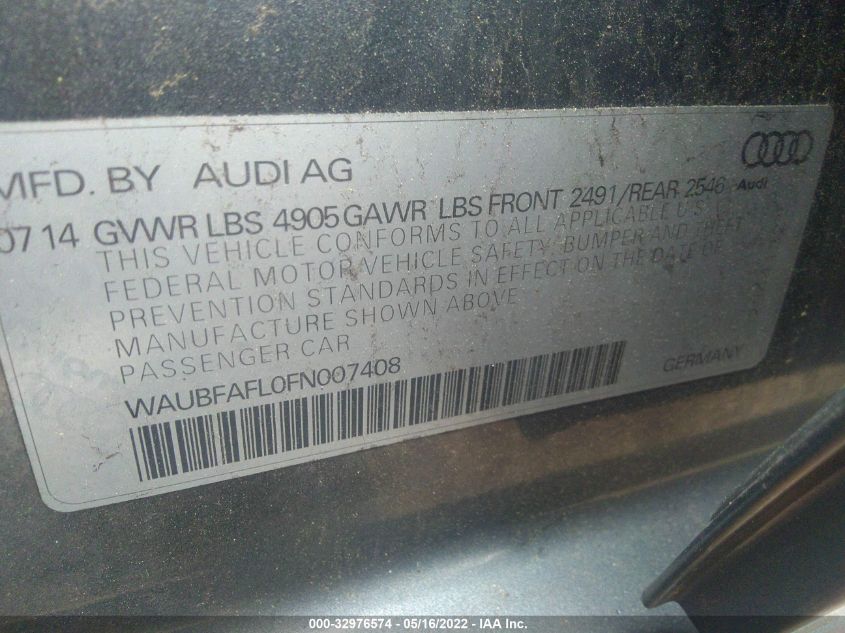 MFD. BY AUDI AG
0714 GVWR LBS 4905 GAWR LBS FRONT 2491/REAR 2546
Audi
THIS VEHICLE CONFORMS TO ALL APPLICABLE U.S.
FEDERAL MOTOR VEHICLE SAFETY, BUMPER AND THEFT
PREVENTION STANDARDS IN EFFECT ON THE DATE OF
MANUFACTURE SHOWN ABOVE
PASSENGER CAR
WAUBFAFL0FN007408
GERMANY
000-32976574 — 05/16/2022 — IAA Inc.